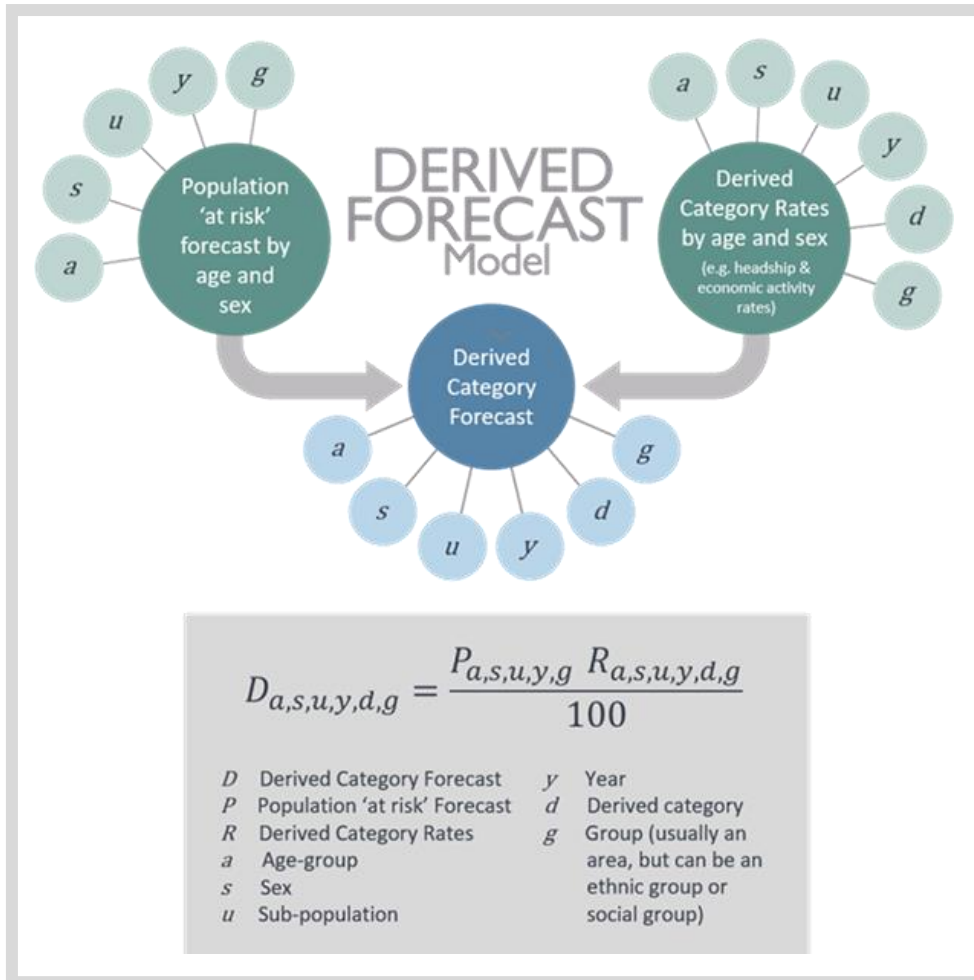 g
y
u
s
a
Population
‘at risk’
forecast by
age and
sex
DERIVED
FORECAST
Model
a
s
u
y
d
g
Derived
Category Rates
by age and sex
(e.g. headship &
economic activity
rates)
Derived
Category
Forecast
a
s
u
y
d
g
D_{a,s,u,y,d,g} = \frac{P_{a,s,u,y,g} \; R_{a,s,u,y,d,g}}{100}
D Derived Category Forecast
P Population ‘at risk’ Forecast
R Derived Category Rates
a Age-group
s Sex
u Sub-population
y Year
d Derived category
g Group (usually an
area, but can be an
ethnic group or
social group)